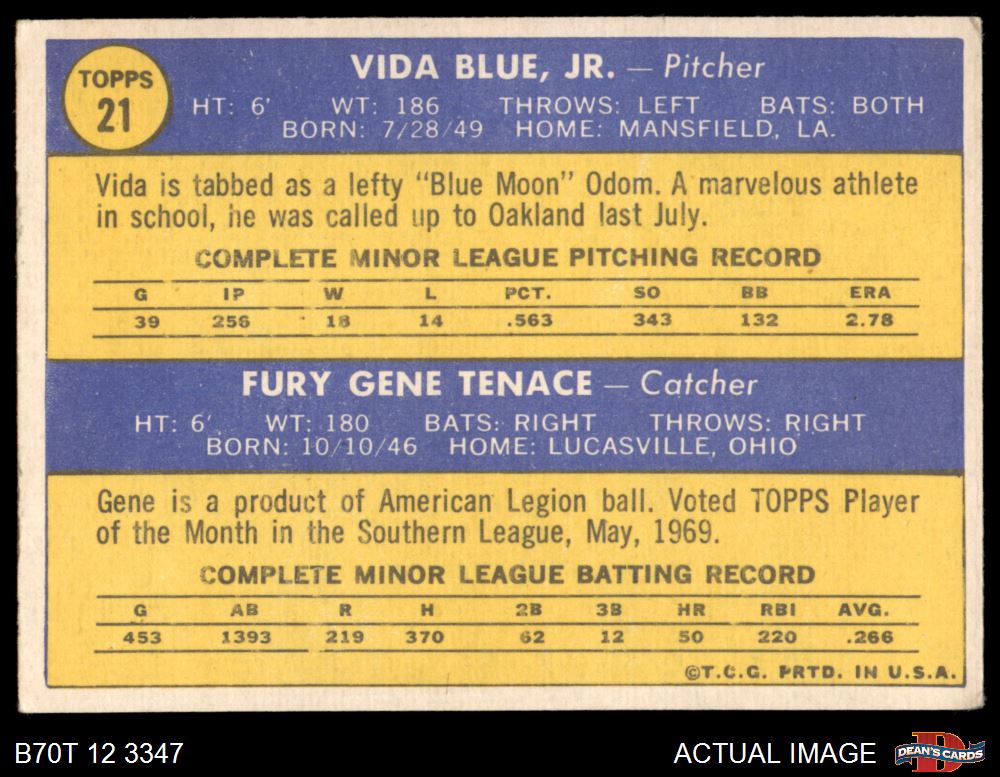 TOPPS
21
VIDA BLUE, JR. — Pitcher
HT: 6' WT: 186 THROWS: LEFT BATS: BOTH
BORN: 7/28/49 HOME: MANSFIELD, LA.
Vida is tabbed as a lefty "Blue Moon" Odom. A marvelous athlete
in school, he was called up to Oakland last July.
COMPLETE MINOR LEAGUE PITCHING RECORD
G IP W L PCT. SO BB ERA
39 256 18 14 .563 343 132 2.78
FURY GENE TENACE — Catcher
HT: 6' WT: 180 BATS: RIGHT THROWS: RIGHT
BORN: 10/10/46 HOME: LUCASVILLE, OHIO
Gene is a product of American Legion ball. Voted TOPPS Player
of the Month in the Southern League, May, 1969.
COMPLETE MINOR LEAGUE BATTING RECORD
G AB R H 2B 3B HR RBI AVG.
453 1393 219 370 62 12 50 220 .266
©T.C.G. PRTD. IN U.S.A.
B70T 12 3347 ACTUAL IMAGE DEAN'S CARDS